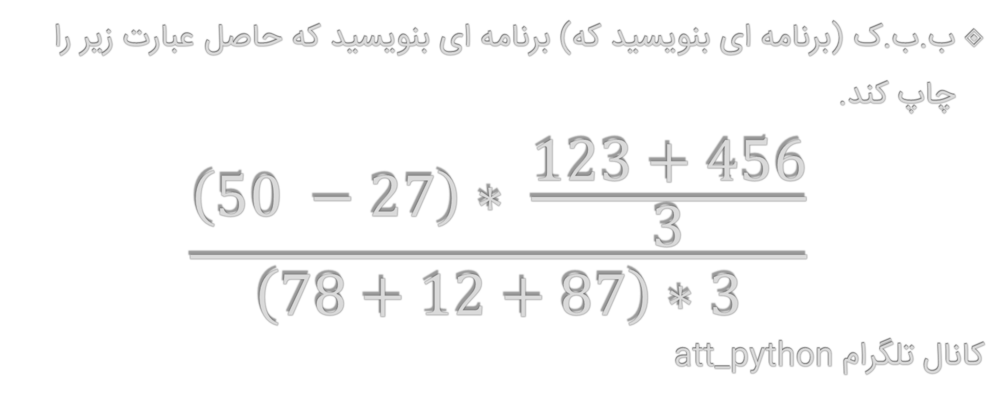 ب.ب.ک (برنامه ای بنویسید که) برنامه ای بنویسید که حاصل عبارت زیر را
چاپ کند.
123 + 456
(50 − 27) *
3
(78 + 12 + 87) * 3
کانال تلگرام att_python